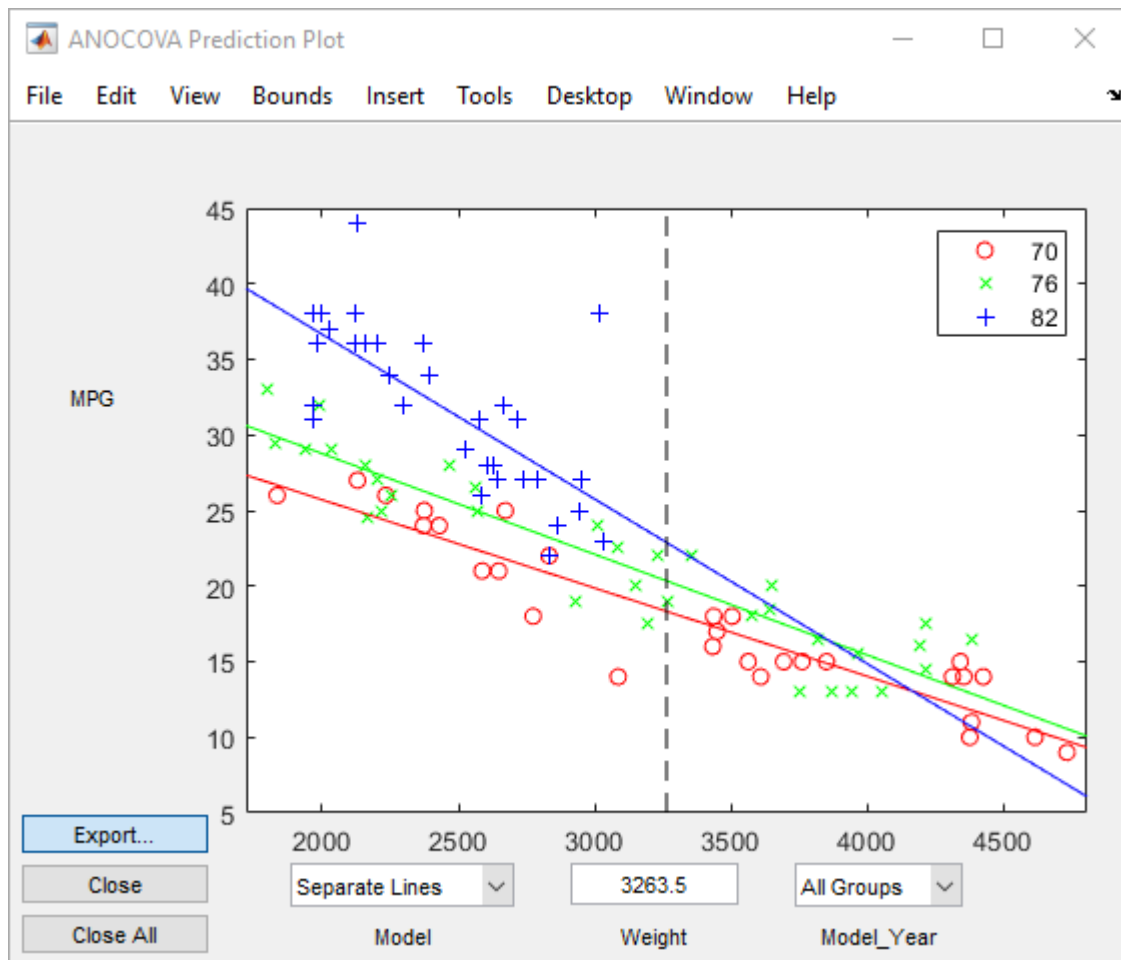 ANOCOVA Prediction Plot
File Edit View Bounds Insert Tools Desktop Window Help
45
40
35
30
25
20
15
10
5
MPG
70
76
82
2000 2500 3000 3500 4000 4500
Export...
Close
Close All
Separate Lines 3263.5 All Groups
Model Weight Model_Year